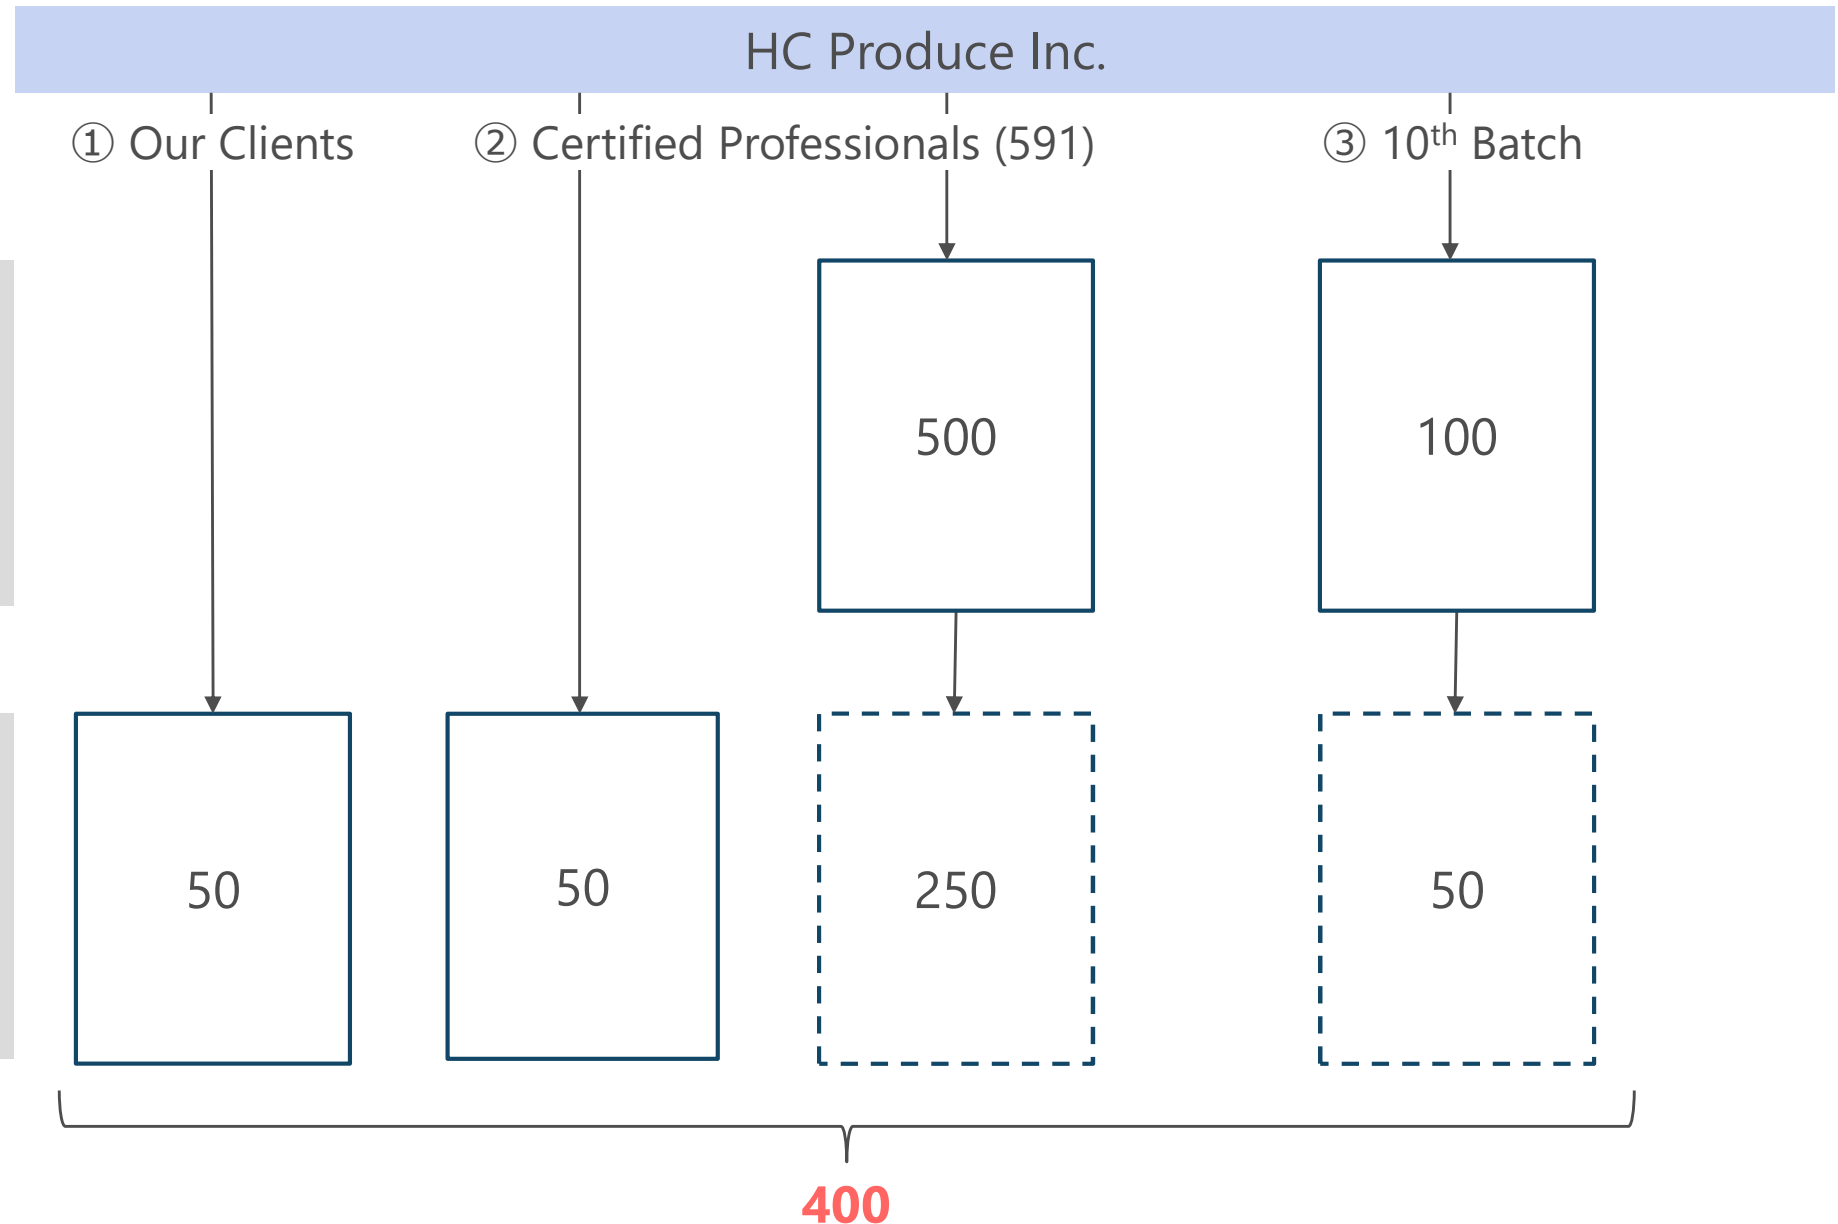 HC Produce Inc.
① Our Clients
② Certified Professionals (591)
③ 10th Batch
500
100
50
50
250
50
400